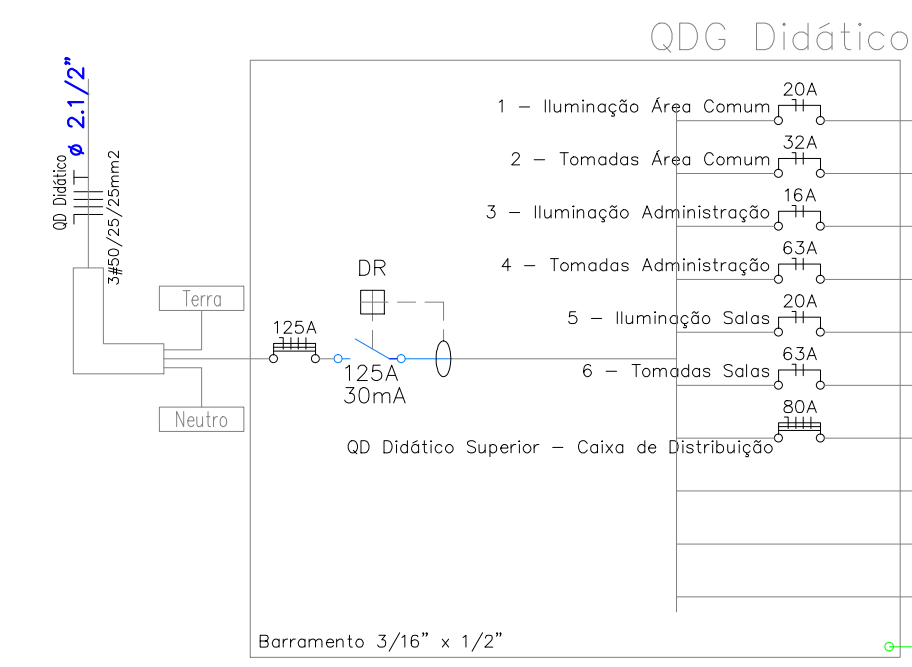 QDG Didático
ø 2.1/2”
QD Didático
3#50/25/25mm2
20A
1 – Iluminação Área Comum
32A
2 – Tomadas Área Comum
16A
3 – Iluminação Administração
63A
4 – Tomadas Administração
20A
5 – Iluminação Salas
63A
6 – Tomadas Salas
80A
QD Didático Superior – Caixa de Distribuição
DR
Terra
125A
125A
30mA
Neutro
Barramento 3/16” x 1/2”